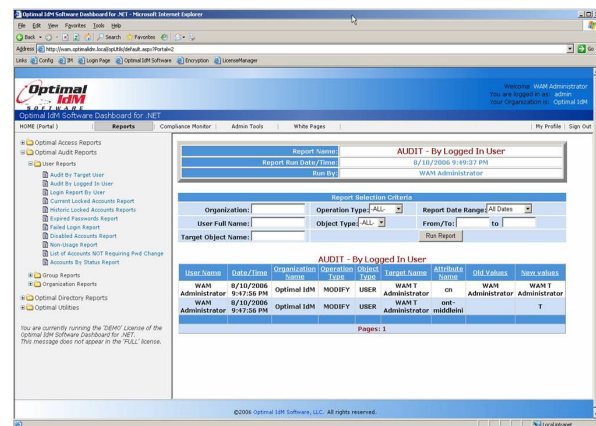 Optimal IdM Software Dashboard for .NET - Microsoft Internet Explorer
File Edit View Favorites Tools Help
Back Search Favorites
Address http://wam.optimalidm.local/opUtils/default.aspx?Portal=2 Go
Links Config IM Login Page Optimal IdM Software Encryption LicenseManager
Optimal
IdM
SOFTWARE
Welcome: WAM Administrator
You are logged in as: admin
Your Organization is: Optimal IdM
Optimal IdM Software Dashboard for .NET
HOME (Portal ) | Reports | Compliance Monitor | Admin Tools | White Pages | | My Profile | Sign Out
Optimal Access Reports
Optimal Audit Reports
User Reports
Audit By Target User
Audit By Logged In User
Login Report By User
Current Locked Accounts Report
Historic Locked Accounts Reports
Expired Passwords Report
Failed Login Report
Disabled Accounts Report
Non-Usage Report
List of Accounts NOT Requiring Pwd Change
Accounts By Status Report
Group Reports
Organization Reports
Optimal Directory Reports
Optimal Utilities
You are currently running the 'DEMO' License of the
Optimal IdM Software Dashboard for .NET.
This message does not appear in the 'FULL' license.
Report Name: AUDIT - By Logged In User
Report Run Date/Time: 8/10/2006 9:49:37 PM
Run By: WAM Administrator
Report Selection Criteria
Organization: Operation Type: -ALL- Report Date Range: All Dates
User Full Name: Object Type: -ALL- From/To: to
Target Object Name: Run Report
AUDIT - By Logged In User
User Name Date/Time Organization Name Operation Type Object Type Target Name Attribute Name Old Values New values
WAM Administrator 8/10/2006 9:47:56 PM Optimal IdM MODIFY USER WAM T Administrator cn WAM Administrator WAM T Administrator
WAM Administrator 8/10/2006 9:47:56 PM Optimal IdM MODIFY USER WAM T Administrator ont-middleini T
Pages: 1
©2006 Optimal IdM Software, LLC. All rights reserved.
Local intranet